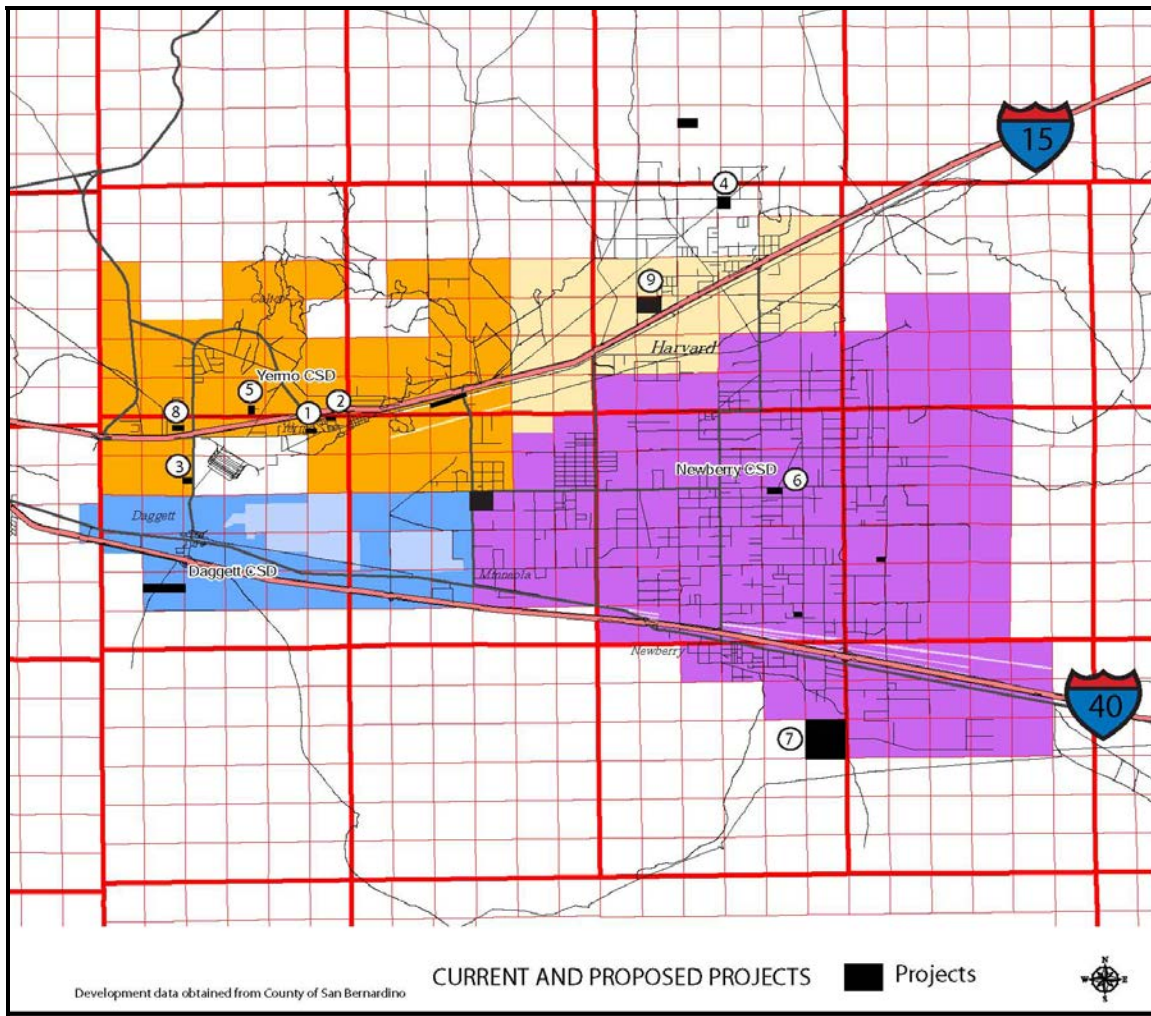 15
4
9
Calico
Harvard
Yermo CSD
5
2
8
1
Yermo
Newberry CSD
3
6
Daggett
Daggett CSD
Minneola
Newberry
40
7
CURRENT AND PROPOSED PROJECTS
Projects
Development data obtained from County of San Bernardino
N
W
E
S